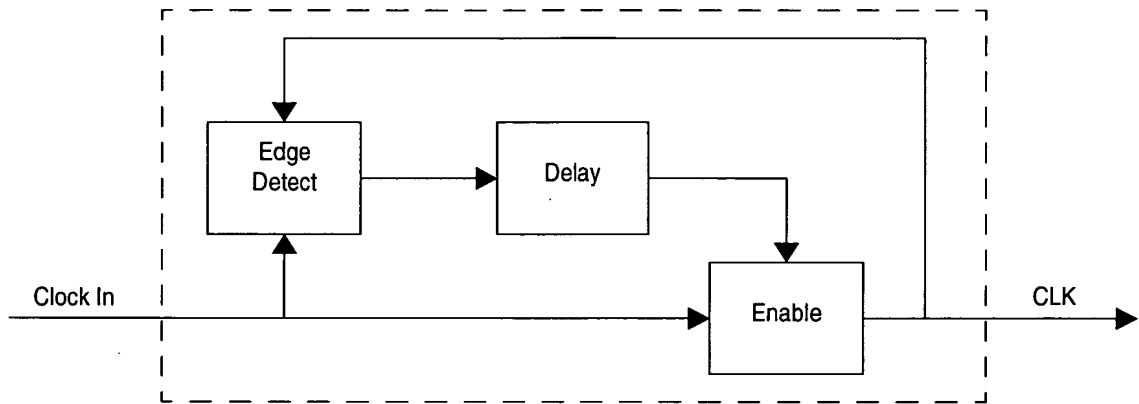 Edge
Detect
Delay
Clock In
Enable
CLK